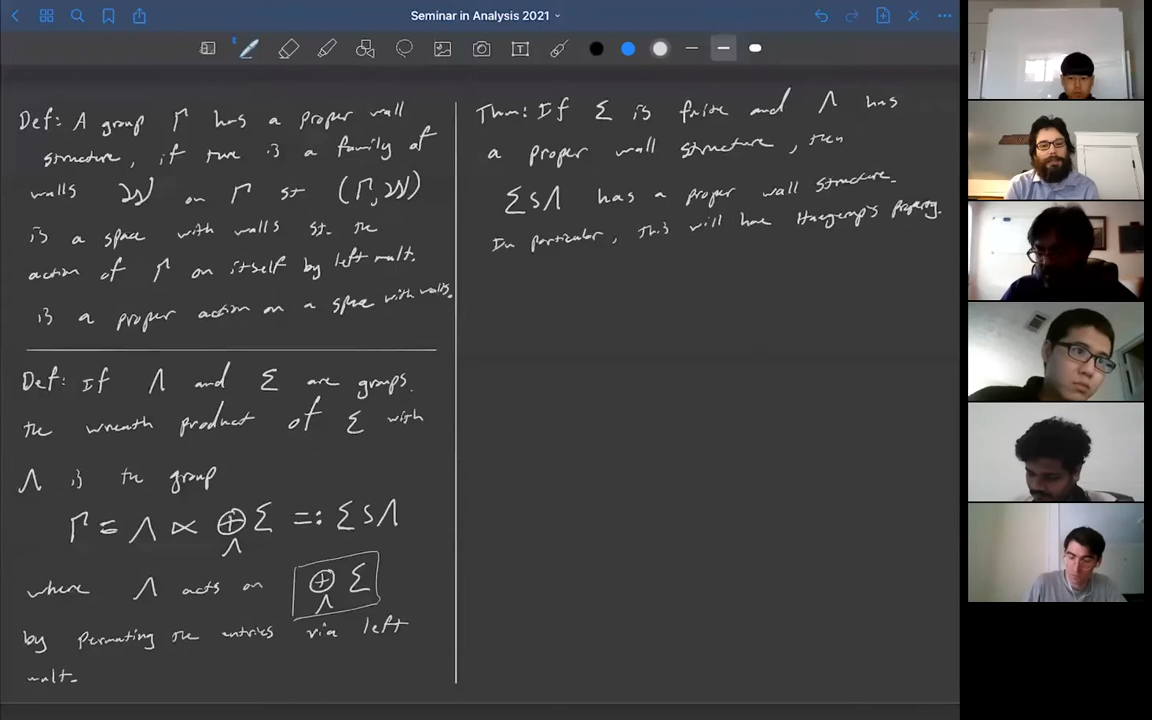 Seminar in Analysis 2021
Def: A group Γ has a proper wall
structure, if there is a family of
walls 𝒲 on Γ st (Γ, 𝒲)
is a space with walls st. the
action of Γ on itself by left mult.
is a proper action on a space with walls.
Def: If Λ and Σ are groups.
the wreath product of Σ with
Λ is the group
Γ = Λ ⋉ ⊕_Λ Σ =: Σ ≀ Λ
where Λ acts on ⊕_Λ Σ
by permuting the entries via left
mult.
Thm: If Σ is finite and Λ has
a proper wall structure, then
Σ ≀ Λ has a proper wall structure.
In particular, this will have Haagerup's property.